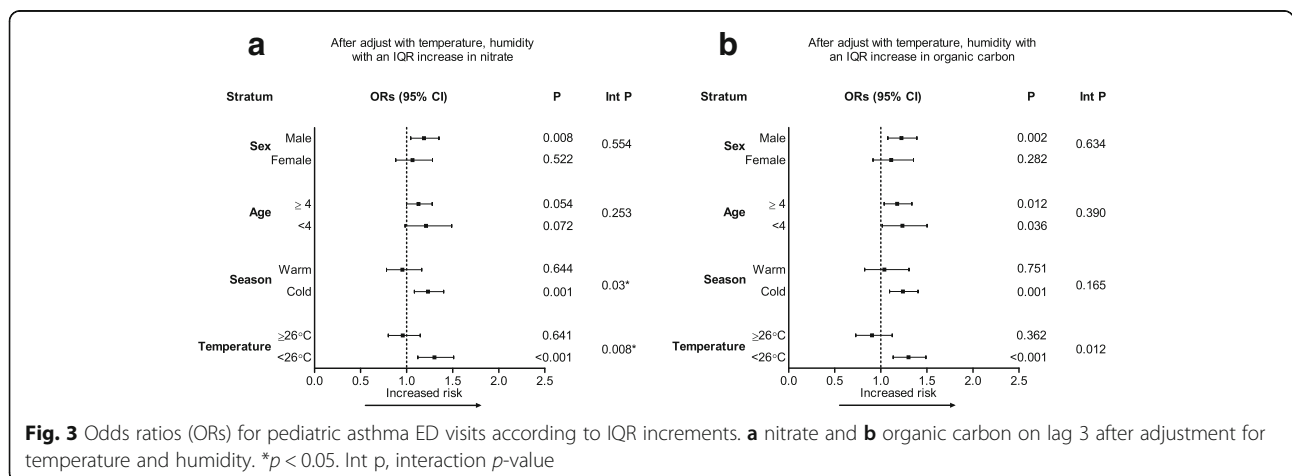 a
After adjust with temperature, humidity
with an IQR increase in nitrate
Stratum ORs (95% CI) P Int P
Sex
Male 0.008
0.554
Female 0.522
Age
≥ 4 0.054
0.253
<4 0.072
Season
Warm 0.644
0.03*
Cold 0.001
Temperature
≥26°C 0.641
0.008*
<26°C <0.001
0.0 0.5 1.0 1.5 2.0 2.5
Increased risk
b
After adjust with temperature, humidity with
an IQR increase in organic carbon
Stratum ORs (95% CI) P Int P
Sex
Male 0.002
0.634
Female 0.282
Age
≥ 4 0.012
0.390
<4 0.036
Season
Warm 0.751
0.165
Cold 0.001
Temperature
≥26°C 0.362
0.012
<26°C <0.001
0.0 0.5 1.0 1.5 2.0 2.5
Increased risk
Fig. 3 Odds ratios (ORs) for pediatric asthma ED visits according to IQR increments. a nitrate and b organic carbon on lag 3 after adjustment for
temperature and humidity. *p < 0.05. Int p, interaction p-value